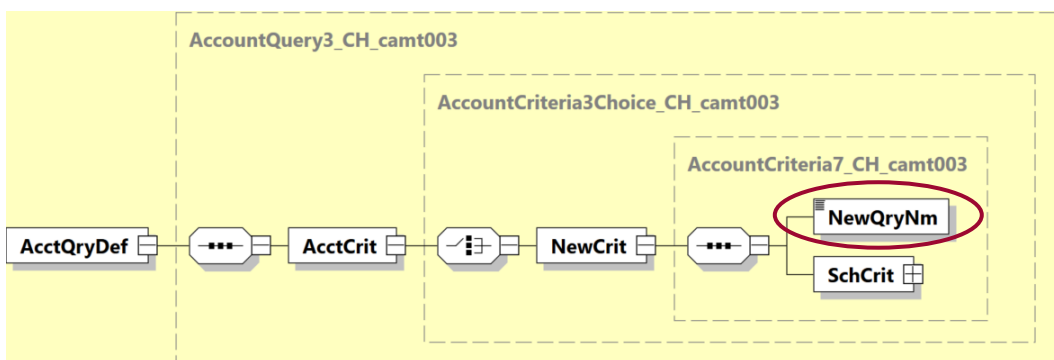 AccountQuery3_CH_camt003
AccountCriteria3Choice_CH_camt003
AccountCriteria7_CH_camt003
NewQryNm
AcctQryDef
AcctCrit
NewCrit
SchCrit